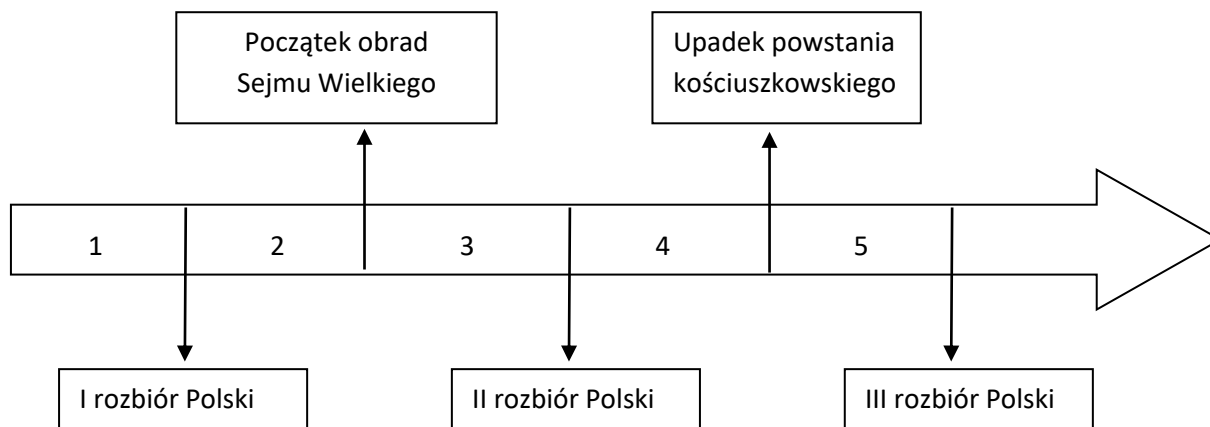 Początek obrad
Sejmu Wielkiego
Upadek powstania
kościuszkowskiego
1
2
3
4
5
I rozbiór Polski
II rozbiór Polski
III rozbiór Polski